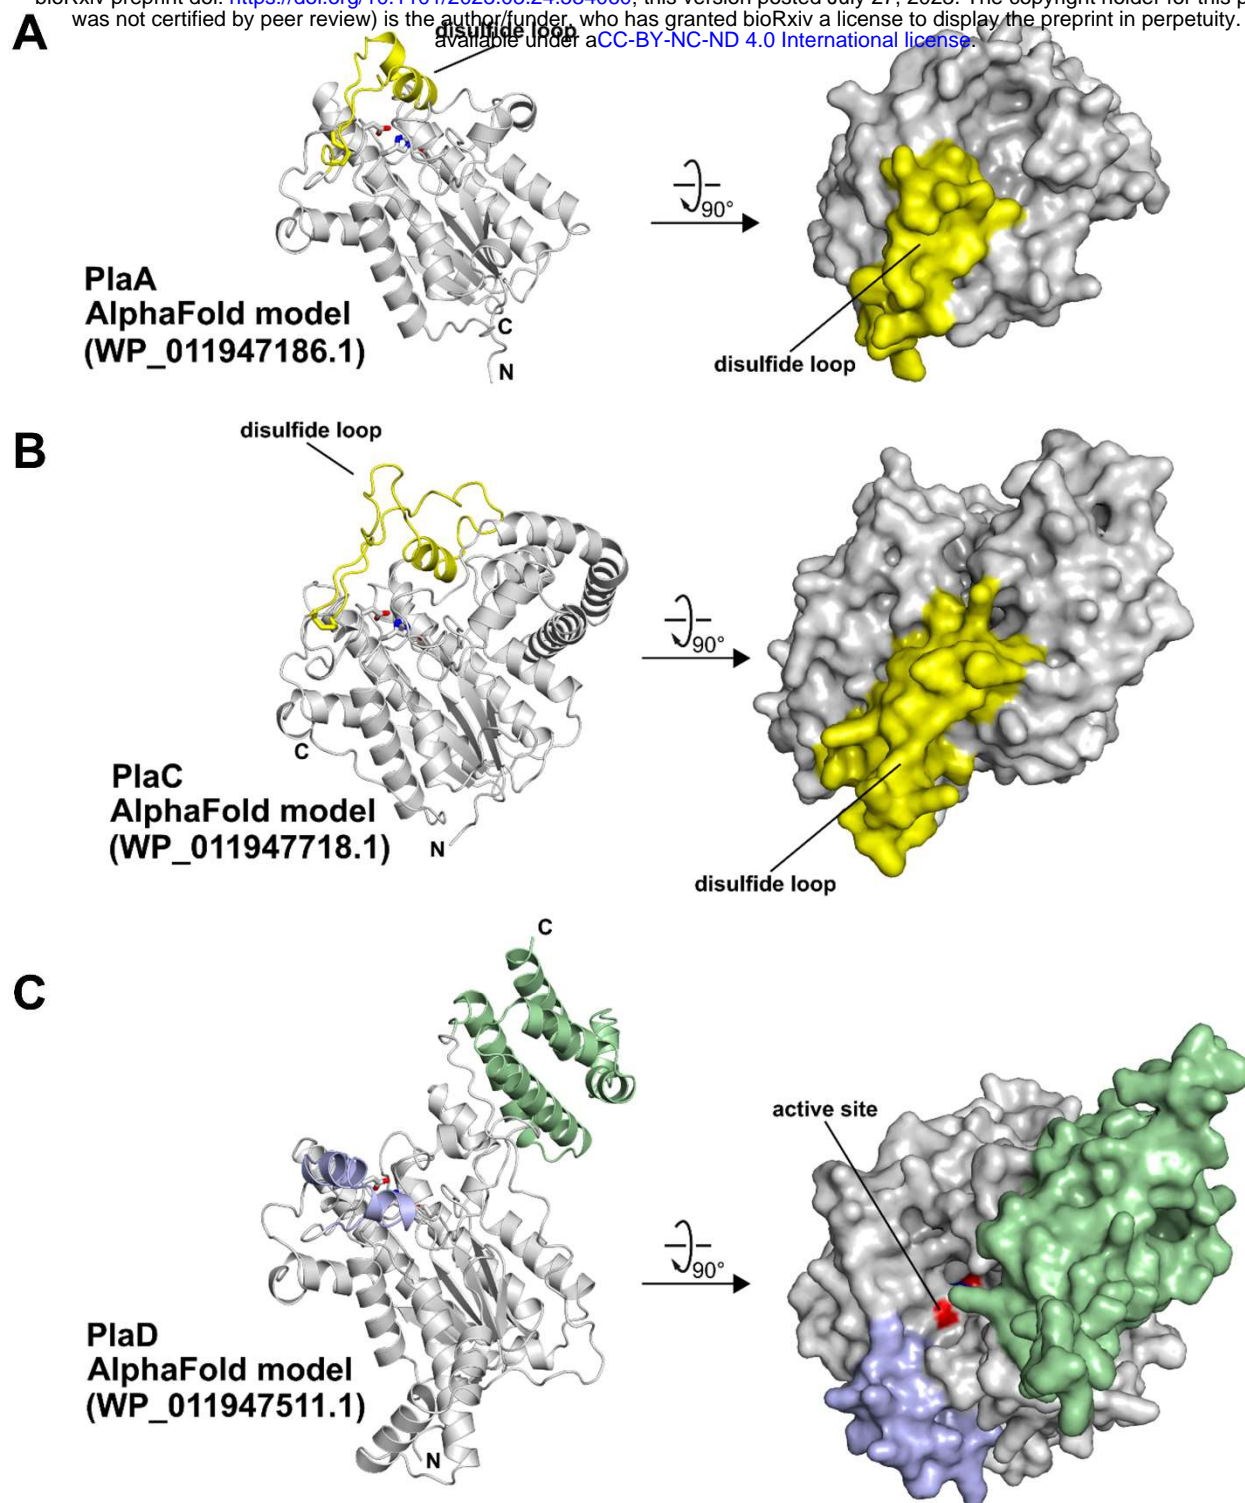 was not certified by peer review) is the author/funder, who has granted bioRxiv a license to display the preprint in perpetuity.
available under aCC-BY-NC-ND 4.0 International license.
A
disulfide loop
90°
PlaA
AlphaFold model
(WP_011947186.1)
C
N
disulfide loop
B
disulfide loop
90°
C
PlaC
AlphaFold model
(WP_011947718.1)
N
disulfide loop
C
C
active site
90°
PlaD
AlphaFold model
(WP_011947511.1)
N